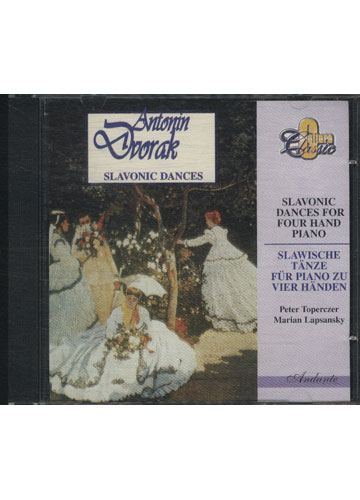 Antonin
Dvorak
SLAVONIC DANCES
Classic
SLAVONIC
DANCES FOR
FOUR HAND
PIANO
SLAWISCHE
TÄNZE
FÜR PIANO ZU
VIER HÄNDEN
Peter Toperczer
Marian Lapsansky
Andante